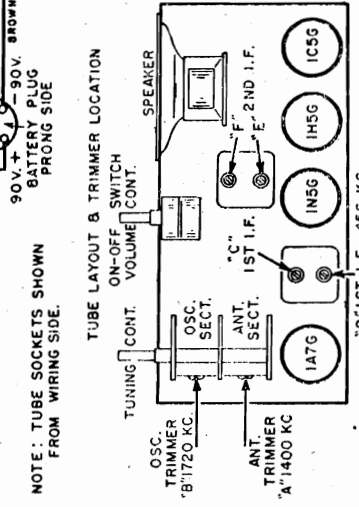 BROWN
90V. + - 90V.
BATTERY PLUG
PRONG SIDE
NOTE: TUBE SOCKETS SHOWN
FROM WIRING SIDE.
TUBE LAYOUT & TRIMMER LOCATION
ON-OFF SWITCH
VOLUME CONT.
TUNING CONT.
SPEAKER
OSC.
SECT.
ANT.
SECT.
"C"
1ST I.F.
"F"
2ND I.F.
"E"
OSC.
TRIMMER
"B" 1720 KC.
ANT.
TRIMMER
"A" 1400 KC
1A7G
1N5G
1H5G
1C5G